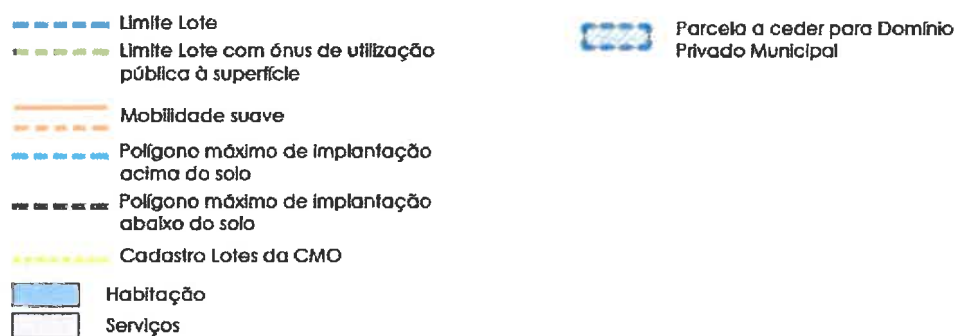 Limite Lote
Limite Lote com ónus de utilização
pública à superfície
Mobilidade suave
Polígono máximo de implantação
acima do solo
Polígono máximo de implantação
abaixo do solo
Cadastro Lotes da CMO
Habitação
Serviços
Parcela a ceder para Domínio
Privado Municipal